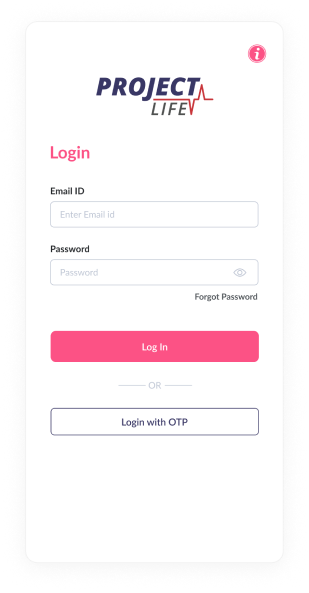 i
PROJECT
LIFE
Login
Email ID
Enter Email id
Password
Password
Forgot Password
Log In
OR
Login with OTP